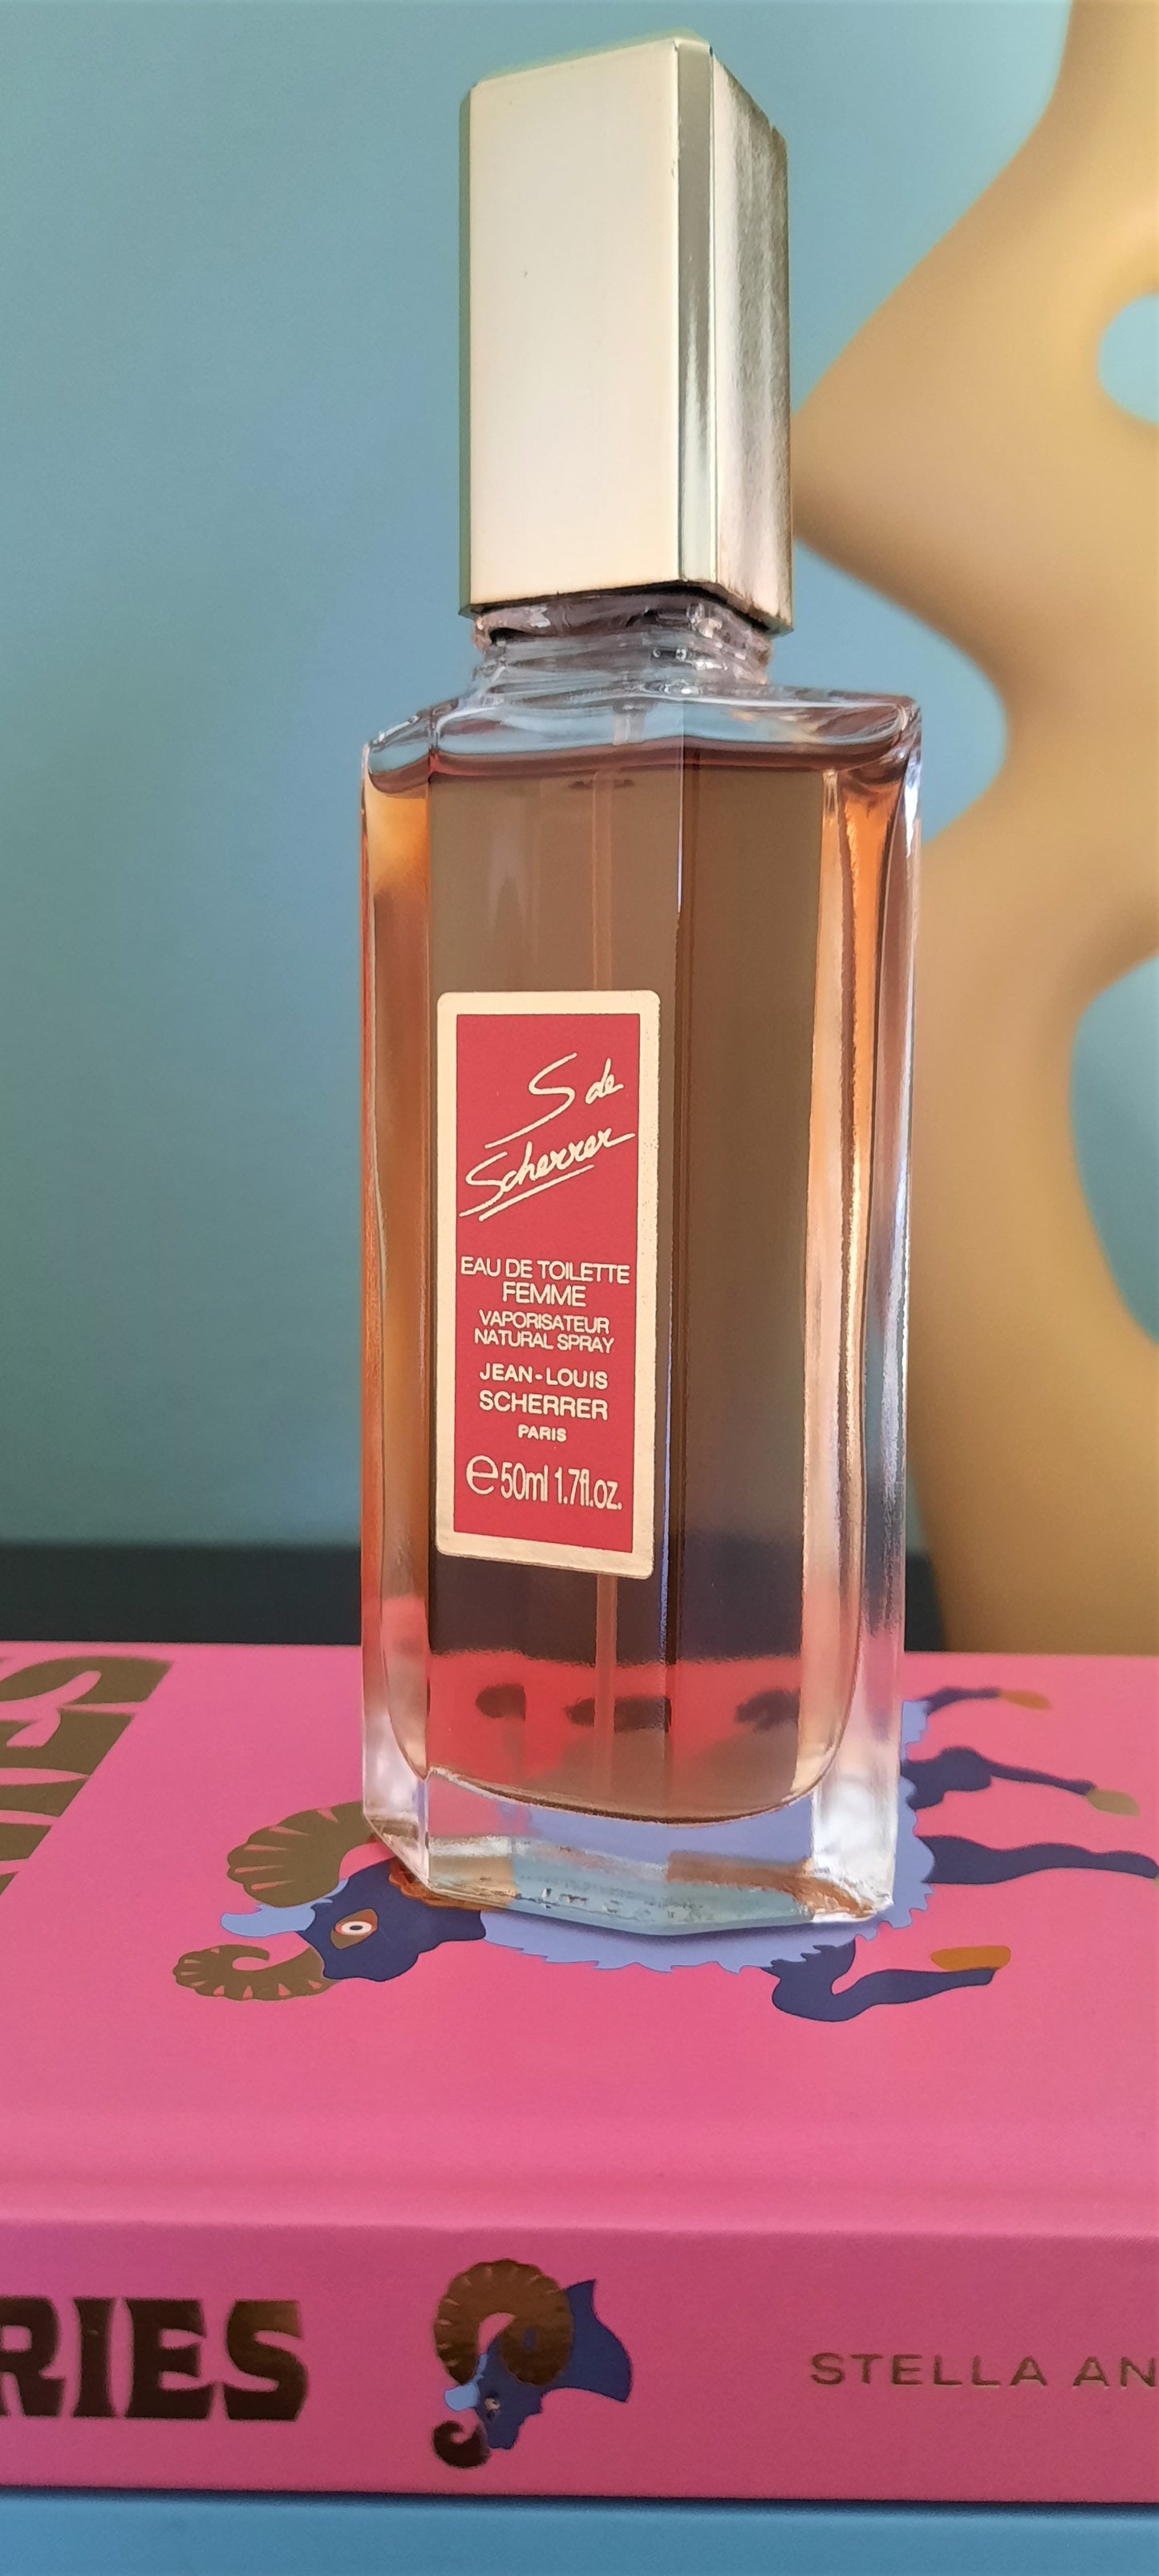 S de
Scherrer
EAU DE TOILETTE
FEMME
VAPORISATEUR
NATURAL SPRAY
JEAN-LOUIS
SCHERRER
PARIS
e50ml 1.7fl.oz.
RIES
STELLA AN